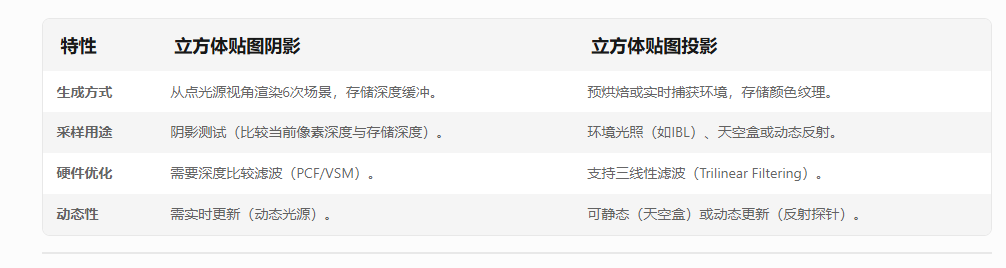 特性 立方体贴图阴影 立方体贴图投影
生成方式 从点光源视角渲染6次场景，存储深度缓冲。 预烘焙或实时捕获环境，存储颜色纹理。
采样用途 阴影测试（比较当前像素深度与存储深度）。 环境光照（如IBL）、天空盒或动态反射。
硬件优化 需要深度比较滤波（PCF/VSM）。 支持三线性滤波（Trilinear Filtering）。
动态性 需实时更新（动态光源）。 可静态（天空盒）或动态更新（反射探针）。